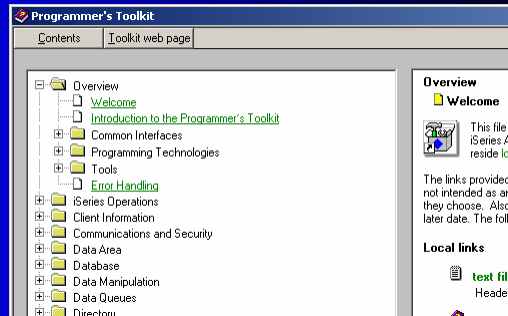 Programmer's Toolkit
Contents
Toolkit web page
Overview
Welcome
Introduction to the Programmer's Toolkit
Common Interfaces
Programming Technologies
Tools
Error Handling
iSeries Operations
Client Information
Communications and Security
Data Area
Database
Data Manipulation
Data Queues
Directory
Overview
Welcome
This file
iSeries A
reside lo
The links provided
not intended as an
they choose. Also
later date. The foll
Local links
text fil
Heade